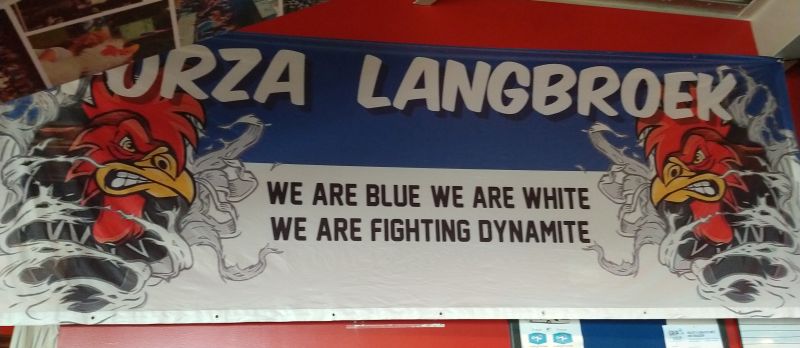 URZA LANGBROEK
WE ARE BLUE WE ARE WHITE
WE ARE FIGHTING DYNAMITE